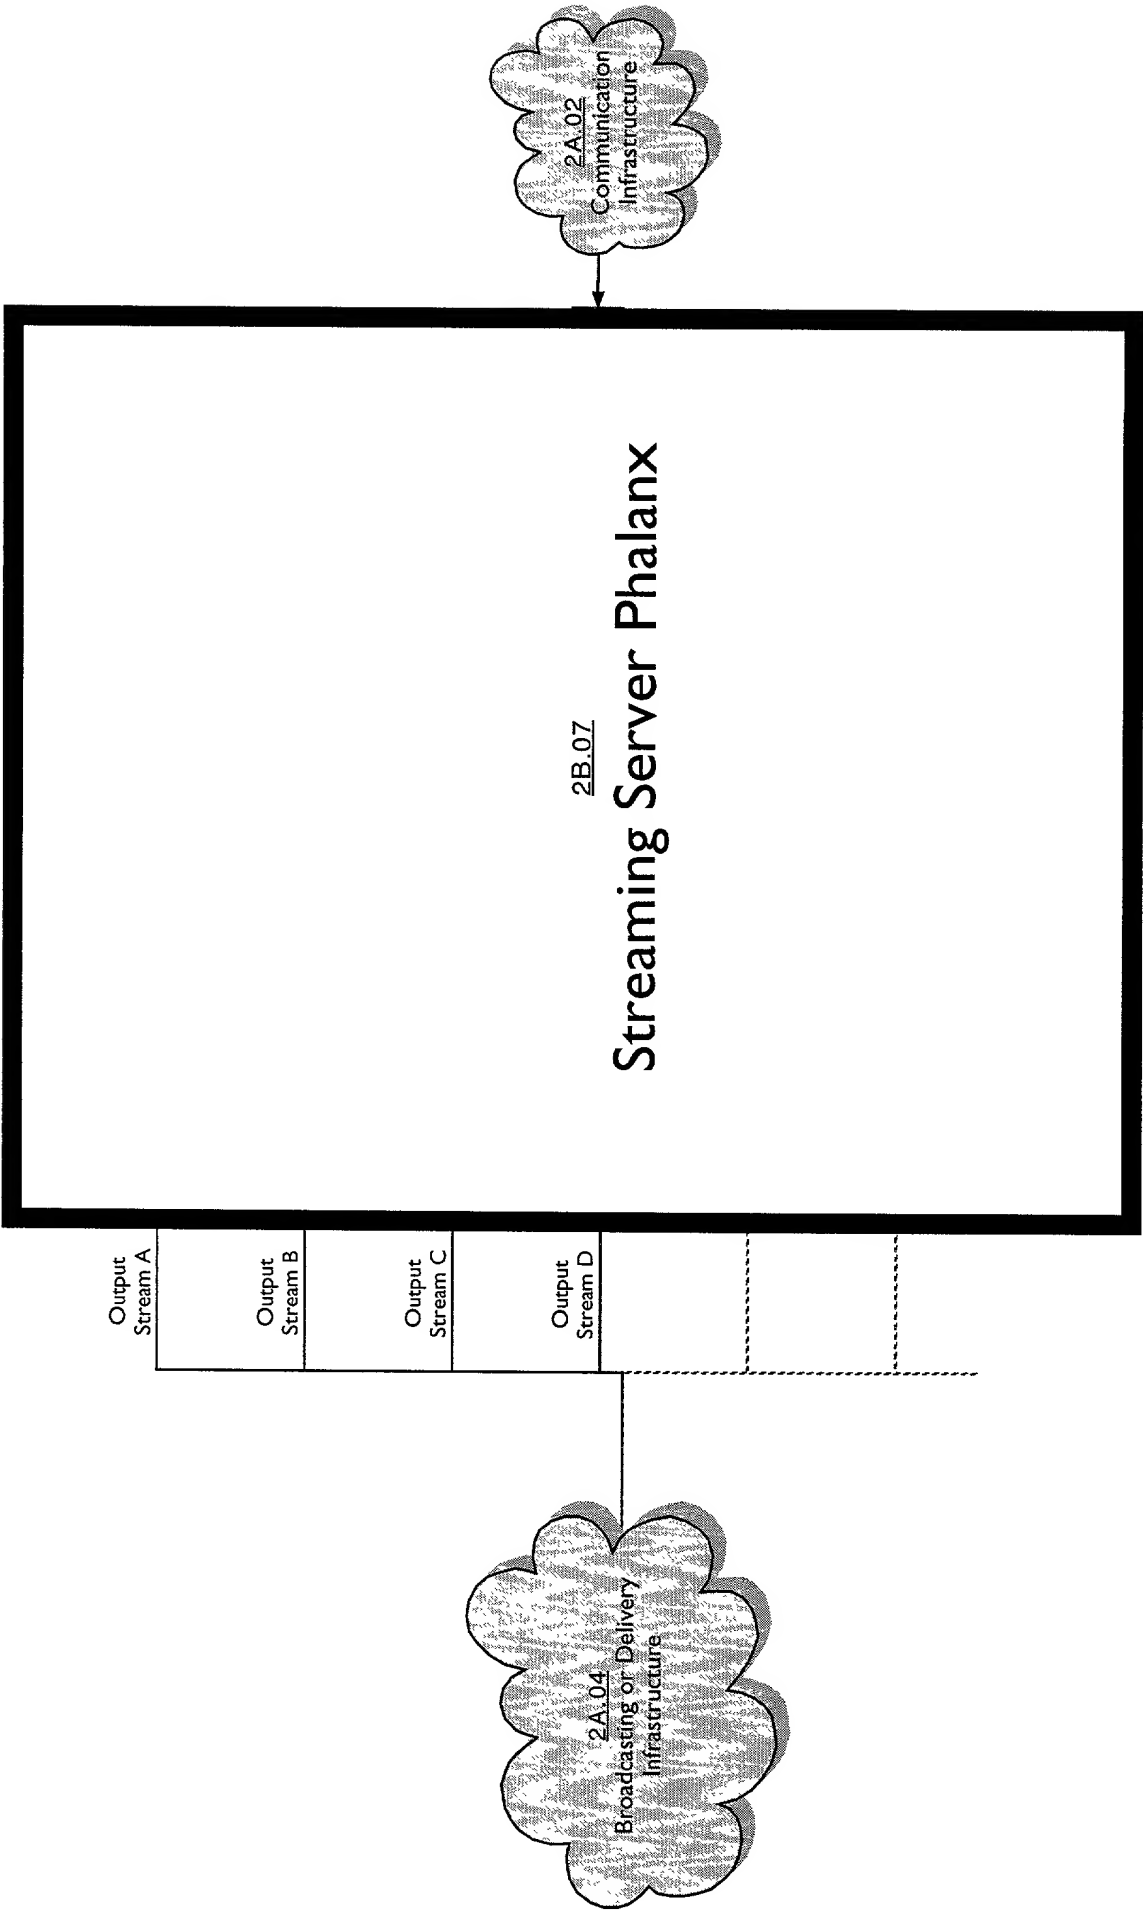 2A.02
Communication
Infrastructure
2B.07
Streaming Server Phalanx
Output
Stream A
Output
Stream B
Output
Stream C
Output
Stream D
2A.04
Broadcasting or Delivery
Infrastructure